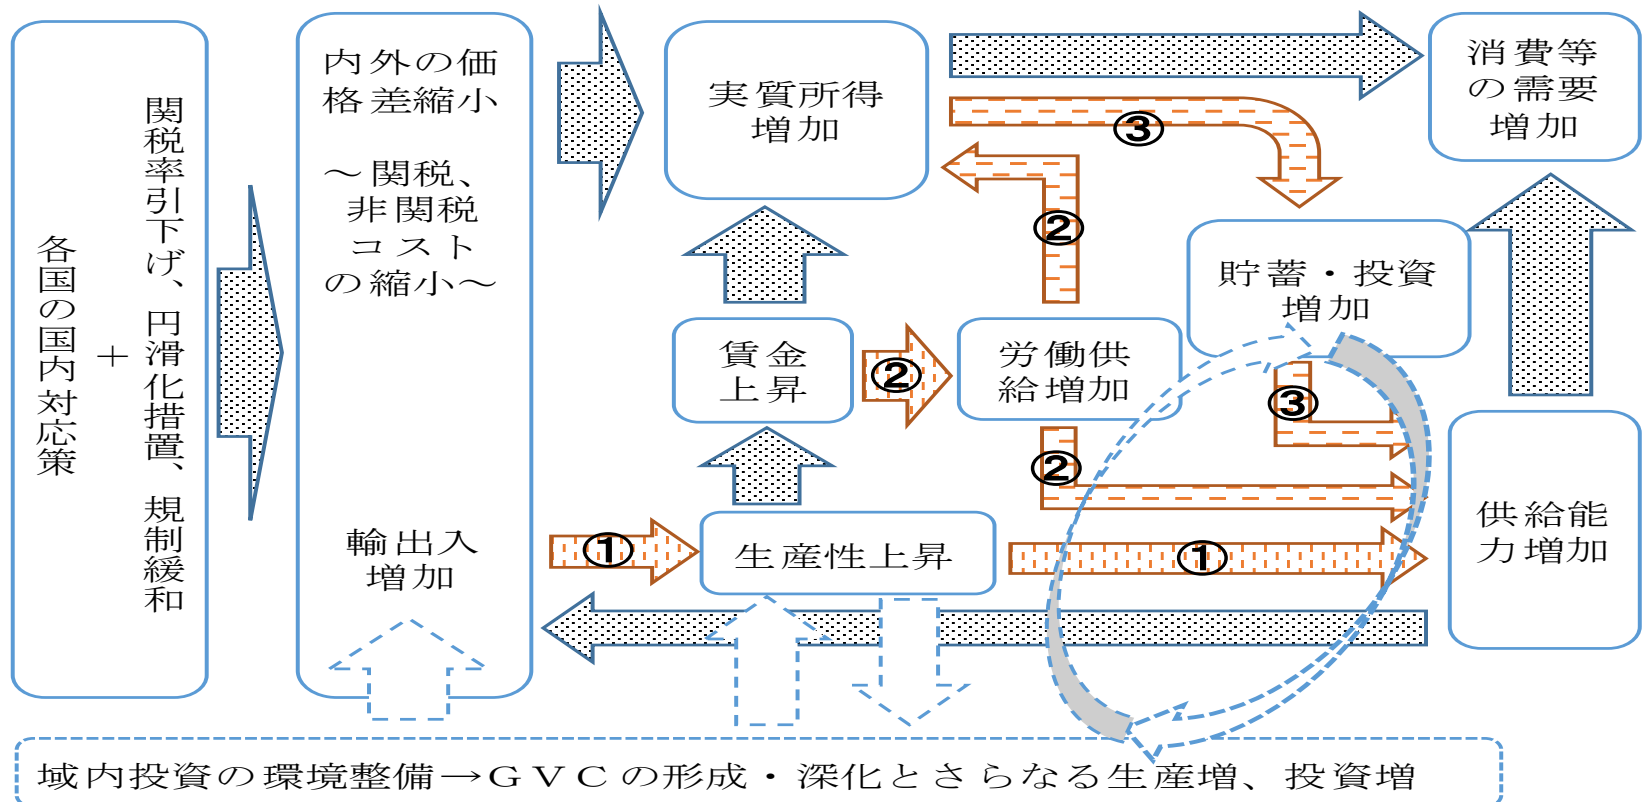 関税率引下げ、円滑化措置、規制緩和
＋
各国の国内対応策
内外の価
格差縮小
～関税、
非関税
コスト
の縮小～
輸出入
増加
実質所得
増加
消費等
の需要
増加
③
②
貯蓄・投資
増加
賃金
上昇
②
労働供
給増加
③
②
供給能
力増加
①
生産性上昇
①
域内投資の環境整備→ＧＶＣの形成・深化とさらなる生産増、投資増